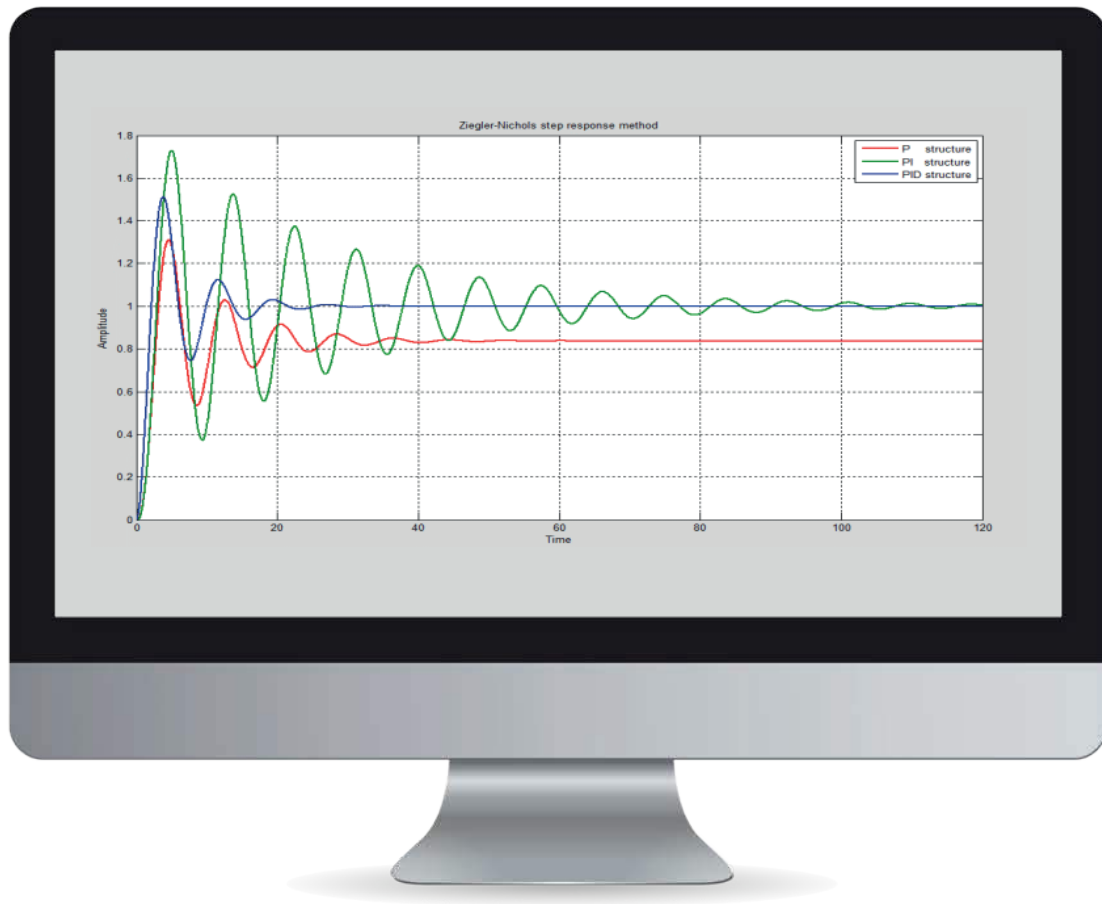 Ziegler-Nichols step response method
1.8
1.6
1.4
1.2
1
0.8
0.6
0.4
0.2
0
Amplitude
P structure
PI structure
PID structure
0 20 40 60 80 100 120
Time